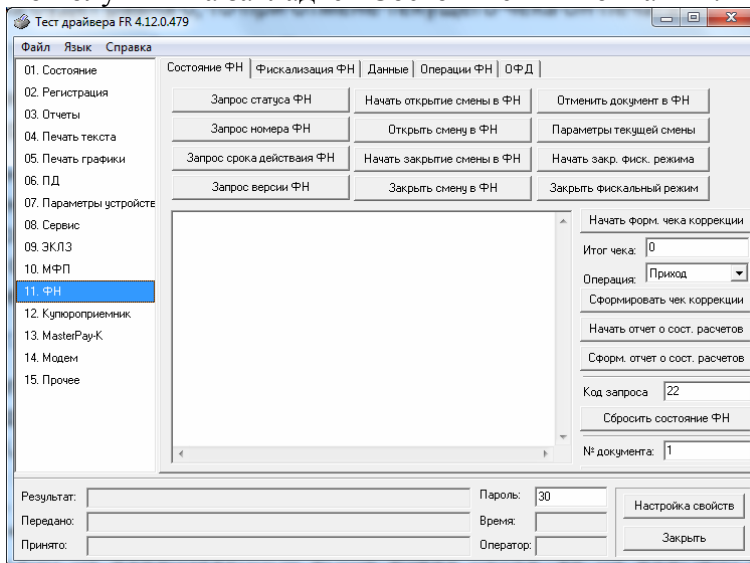 Тест драйвера FR 4.12.0.479
Файл Язык Справка
01. Состояние
02. Регистрация
03. Отчеты
04. Печать текста
05. Печать графики
06. ПД
07. Параметры устройств
08. Сервис
09. ЭКЛЗ
10. МФП
11. ФН
12. Купюроприемник
13. MasterPay-K
14. Модем
15. Прочее
Состояние ФН Фискализация ФН Данные Операции ФН ОФД
Запрос статуса ФН Начать открытие смены в ФН Отменить документ в ФН
Запрос номера ФН Открыть смену в ФН Параметры текущей смены
Запрос срока действия ФН Начать закрытие смены в ФН Начать закр. фиск. режима
Запрос версии ФН Закрыть смену в ФН Закрыть фискальный режим
Начать форм. чека коррекции
Итог чека: 0
Операция: Приход
Сформировать чек коррекции
Начать отчет о сост. расчетов
Сформ. отчет о сост. расчетов
Код запроса 22
Сбросить состояние ФН
№ документа: 1
Результат: Пароль: 30 Настройка свойств
Передано: Время:
Принято: Оператор: Закрыть